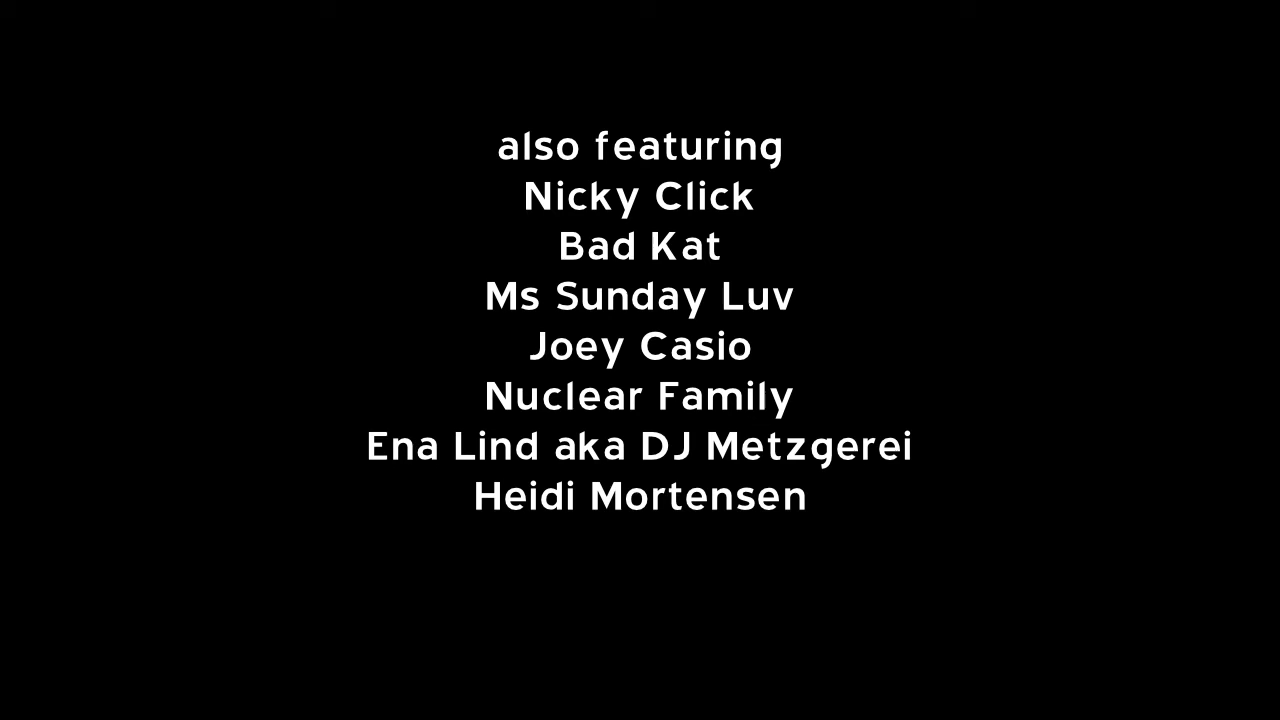 also featuring
Nicky Click
Bad Kat
Ms Sunday Luv
Joey Casio
Nuclear Family
Ena Lind aka DJ Metzgerei
Heidi Mortensen